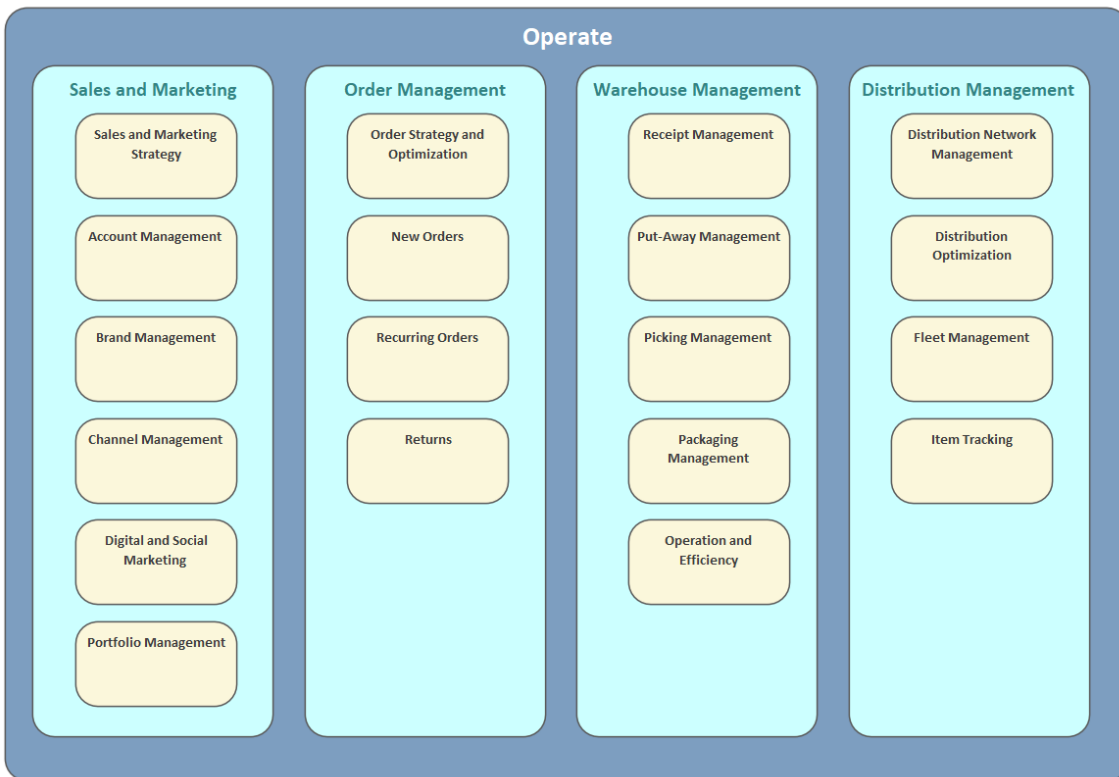 Operate
Sales and Marketing
Sales and Marketing
Strategy
Account Management
Brand Management
Channel Management
Digital and Social
Marketing
Portfolio Management
Order Management
Order Strategy and
Optimization
New Orders
Recurring Orders
Returns
Warehouse Management
Receipt Management
Put-Away Management
Picking Management
Packaging
Management
Operation and
Efficiency
Distribution Management
Distribution Network
Management
Distribution
Optimization
Fleet Management
Item Tracking